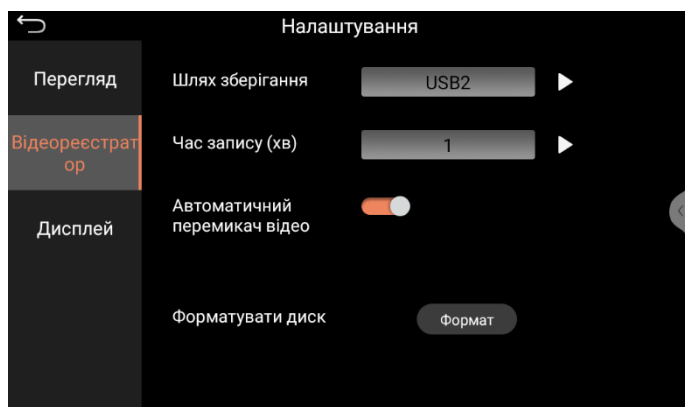 Налаштування
Перегляд
Відеореєстрат
ор
Дисплей
Шлях зберігання
USB2
Час запису (хв)
1
Автоматичний
перемикач відео
Форматувати диск
Формат